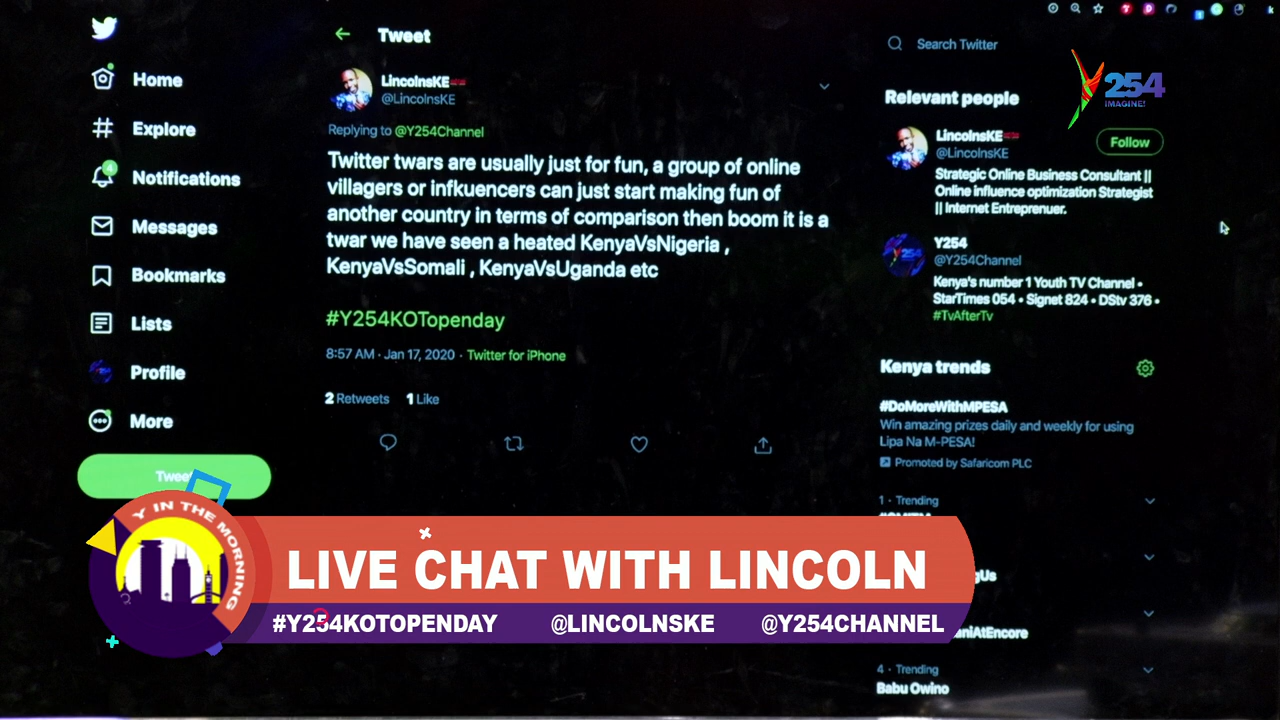 Home
Explore
4
Notifications
Messages
Bookmarks
Lists
Profile
More
Tweet
LincolnsKE
@LincolnsKE
Replying to @Y254Channel
Twitter twars are usually just for fun, a group of online
villagers or infkuencers can just start making fun of
another country in terms of comparison then boom it is a
twar we have seen a heated KenyaVsNigeria ,
KenyaVsSomali , KenyaVsUganda etc
#Y254KOTopenday
8:57 AM · Jan 17, 2020 · Twitter for iPhone
2 Retweets 1 Like
Search Twitter
Y254
IMAGINE!
Relevant people
LincolnsKE
@LincolnsKE
Follow
Strategic Online Business Consultant ||
Online influence optimization Strategist
|| Internet Entreprenuer.
Y254
@Y254Channel
Kenya's number 1 Youth TV Channel •
StarTimes 054 • Signet 824 • DStv 376 •
#TvAfterTv
Kenya trends
#DoMoreWithMPESA
Win amazing prizes daily and weekly for using
Lipa Na M-PESA!
Promoted by Safaricom PLC
1 · Trending
gUs
aniAtEncore
4 · Trending
Babu Owino
Y IN THE MORNING
LIVE CHAT WITH LINCOLN
#Y254KOTOPENDAY @LINCOLNSKE @Y254CHANNEL